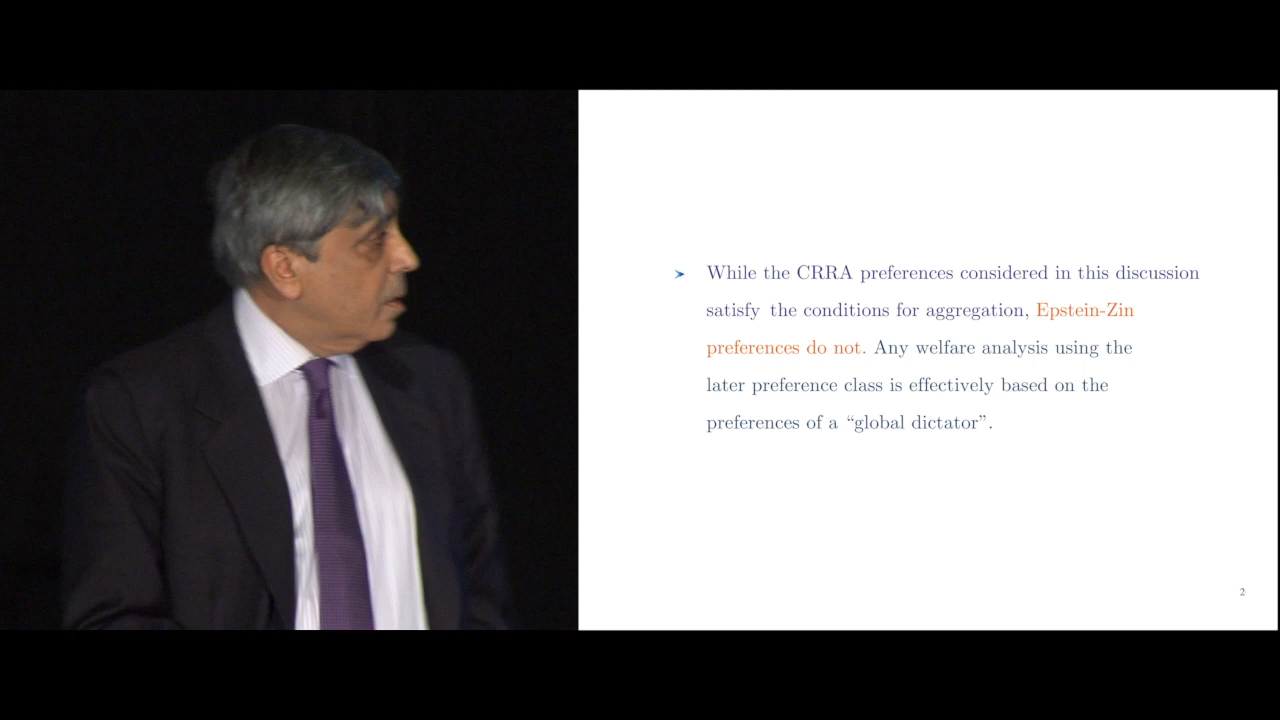 ➤ While the CRRA preferences considered in this discussion
satisfy the conditions for aggregation, Epstein-Zin
preferences do not. Any welfare analysis using the
later preference class is effectively based on the
preferences of a “global dictator”.
2